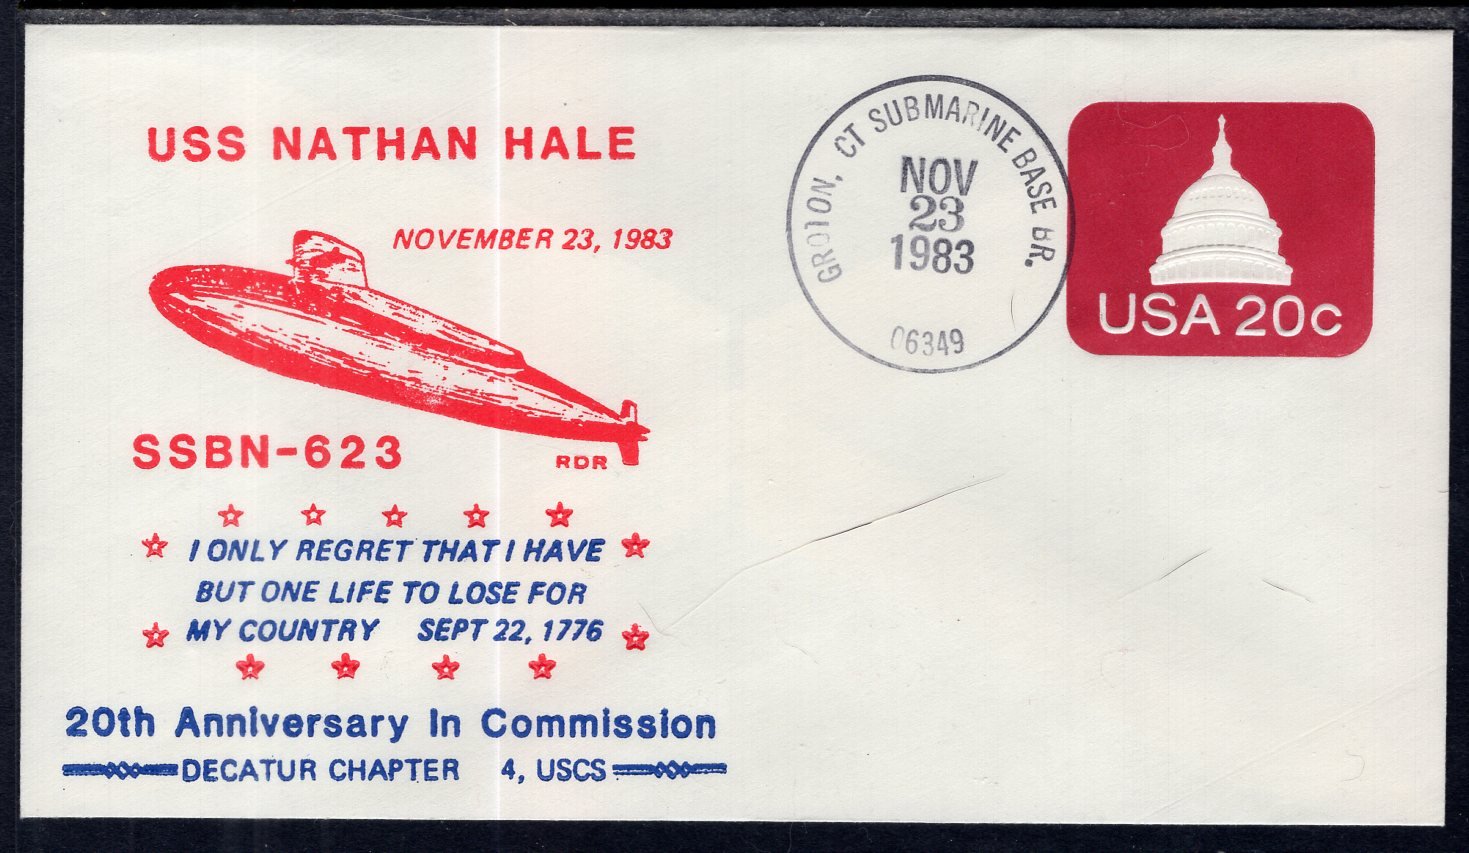 USS NATHAN HALE
NOVEMBER 23, 1983
SSBN-623
RDR
I ONLY REGRET THAT I HAVE
BUT ONE LIFE TO LOSE FOR
MY COUNTRY SEPT 22, 1776
20th Anniversary In Commission
DECATUR CHAPTER 4, USCS
GROTON, CT SUBMARINE BASE BR.
NOV
23
1983
06349
USA 20c